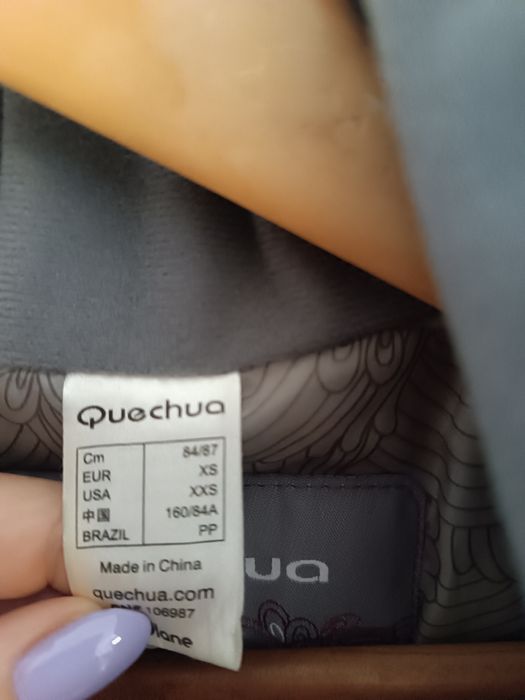 Quechua
Cm 84/87
EUR XS
USA XXS
中国 160/84A
BRAZIL PP
Made in China
quechua.com
106987
ua